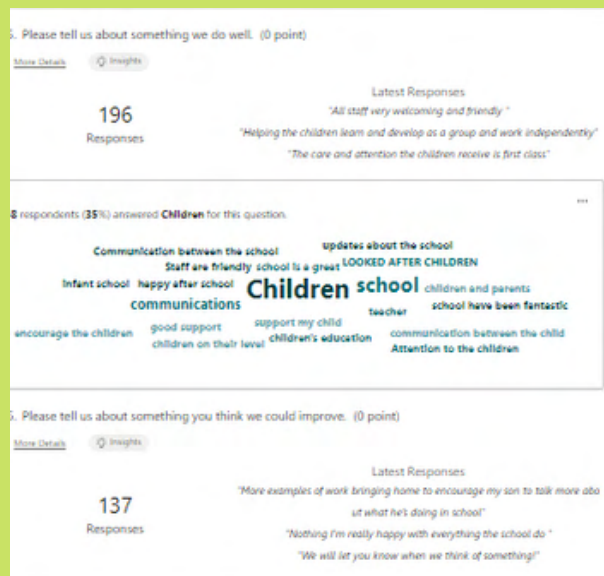 . Please tell us about something we do well. (0 point)
More Details
Insights
196
Responses
Latest Responses
"All staff very welcoming and friendly "
"Helping the children learn and develop as a group and work independently"
"The care and attention the children receive is first class"
...
8 respondents (35%) answered Children for this question.
Communication between the school updates about the school
Staff are friendly school is a great LOOKED AFTER CHILDREN
Infant school happy after school Children school children and parents
communications teacher school have been fantastic
encourage the children good support support my child communication between the child
children on their level children's education Attention to the children
. Please tell us about something you think we could improve. (0 point)
More Details
Insights
137
Responses
Latest Responses
"More examples of work bringing home to encourage my son to talk more abo
ut what he's doing in school"
"Nothing I'm really happy with everything the school do "
"We will let you know when we think of something!"